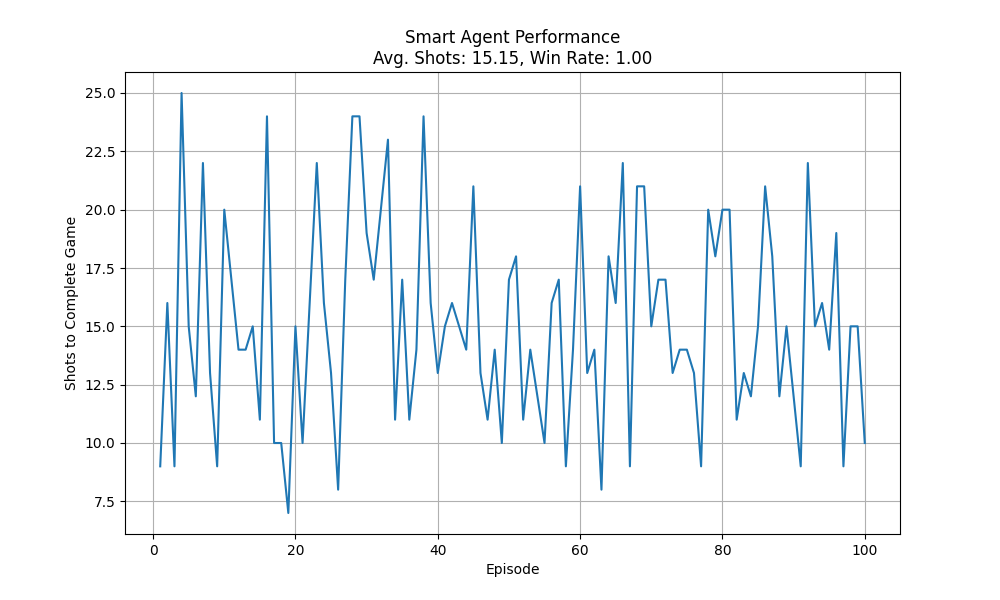 Smart Agent Performance
Avg. Shots: 15.15, Win Rate: 1.00
25.0
22.5
20.0
17.5
15.0
12.5
10.0
7.5
Shots to Complete Game
0 20 40 60 80 100
Episode